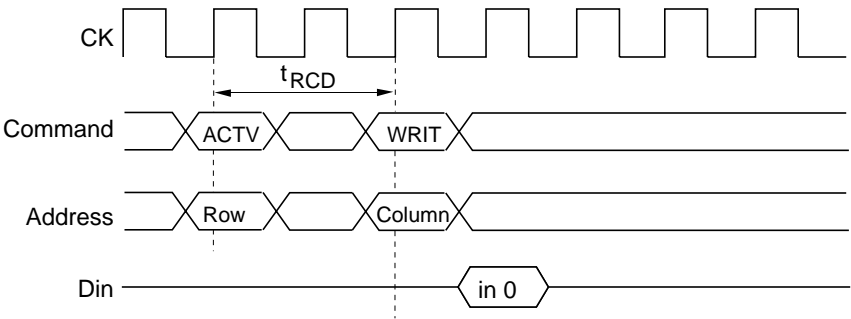 CK
tRCD
Command ACTV WRIT
Address Row Column
Din in 0